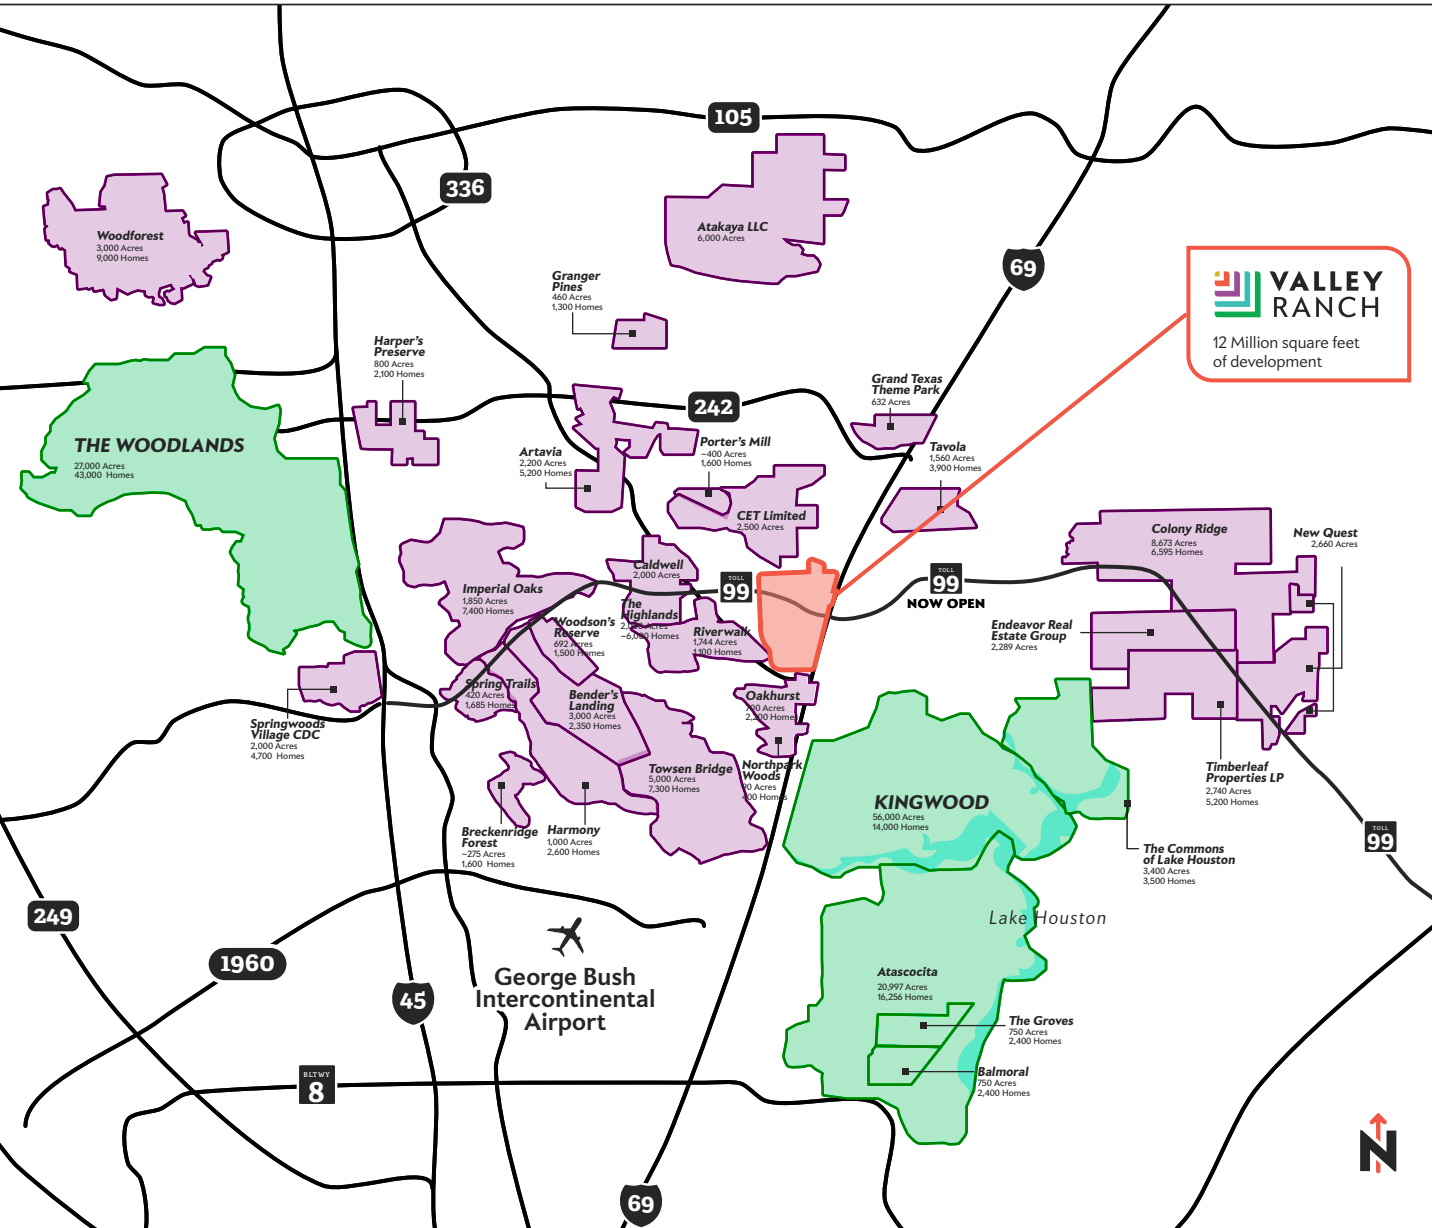 105
336
Woodforest
3,000 Acres
9,000 Homes
Atakaya LLC
6,000 Acres
69
VALLEY
RANCH
12 Million square feet
of development
Granger
Pines
460 Acres
1,300 Homes
Harper's
Preserve
800 Acres
2,100 Homes
242
Grand Texas
Theme Park
632 Acres
THE WOODLANDS
27,000 Acres
43,000 Homes
Artavia
2,200 Acres
5,200 Homes
Porter's Mill
~400 Acres
1,600 Homes
Tavola
1,560 Acres
3,900 Homes
CET Limited
2,500 Acres
Colony Ridge
8,673 Acres
6,595 Homes
New Quest
2,660 Acres
Caldwell
2,000 Acres
Imperial Oaks
1,850 Acres
7,400 Homes
TOLL
99
TOLL
99
NOW OPEN
The
Highlands
~6,000 Homes
Woodson's
Reserve
692 Acres
1,500 Homes
Riverwalk
1,744 Acres
1,100 Homes
Endeavor Real
Estate Group
2,289 Acres
Spring Trails
420 Acres
1,685 Homes
Bender's
Landing
3,000 Acres
2,350 Homes
Oakhurst
700 Acres
2,200 Homes
Springwoods
Village CDC
2,000 Acres
4,700 Homes
Towsen Bridge
5,000 Acres
7,300 Homes
Northpark
Woods
90 Acres
400 Homes
Timberleaf
Properties LP
2,740 Acres
5,200 Homes
KINGWOOD
56,000 Acres
14,000 Homes
Breckenridge
Forest
~275 Acres
1,600 Homes
Harmony
1,000 Acres
2,600 Homes
TOLL
99
The Commons
of Lake Houston
3,400 Acres
3,500 Homes
249
1960
45
George Bush
Intercontinental
Airport
Lake Houston
Atascocita
20,997 Acres
16,256 Homes
The Groves
750 Acres
2,400 Homes
Balmoral
750 Acres
2,400 Homes
BLTWY
8
69
N